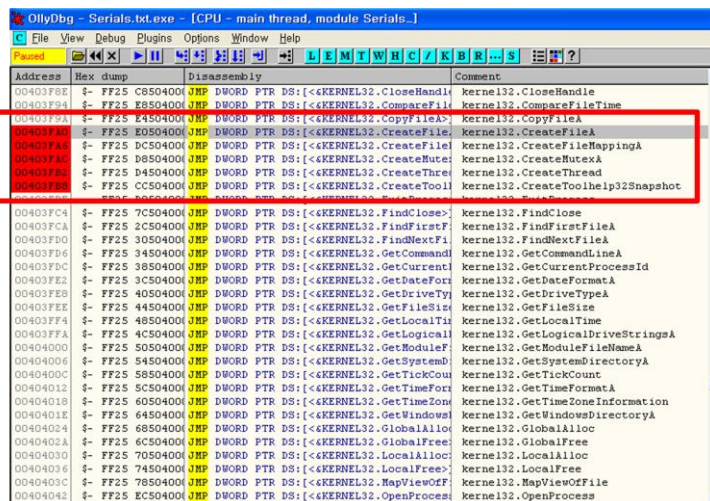 OllyDbg - Serials.txt.exe - [CPU - main thread, module Serials_]
C File View Debug Plugins Options Window Help
Paused L E M T W H C / K B R ... S ?
Address Hex dump Disassembly Comment
00403F8E $- FF25 C8504000 JMP DWORD PTR DS:[<&KERNEL32.CloseHandle kernel32.CloseHandle
00403F94 $- FF25 E8504000 JMP DWORD PTR DS:[<&KERNEL32.CompareFile kernel32.CompareFileTime
00403F9A $- FF25 E4504000 JMP DWORD PTR DS:[<&KERNEL32.CopyFileA>] kernel32.CopyFileA
00403FA0 $- FF25 E0504000 JMP DWORD PTR DS:[<&KERNEL32.CreateFile. kernel32.CreateFileA
00403FA6 $- FF25 DC504000 JMP DWORD PTR DS:[<&KERNEL32.CreateFile kernel32.CreateFileMappingA
00403FAC $- FF25 D8504000 JMP DWORD PTR DS:[<&KERNEL32.CreateMute: kernel32.CreateMutexA
00403FB2 $- FF25 D4504000 JMP DWORD PTR DS:[<&KERNEL32.CreateThre kernel32.CreateThread
00403FB8 $- FF25 CC504000 JMP DWORD PTR DS:[<&KERNEL32.CreateTool kernel32.CreateToolhelp32Snapshot
00403FC4 $- FF25 7C504000 JMP DWORD PTR DS:[<&KERNEL32.FindClose>] kernel32.FindClose
00403FCA $- FF25 2C504000 JMP DWORD PTR DS:[<&KERNEL32.FindFirstF kernel32.FindFirstFileA
00403FD0 $- FF25 30504000 JMP DWORD PTR DS:[<&KERNEL32.FindNextFi kernel32.FindNextFileA
00403FD6 $- FF25 34504000 JMP DWORD PTR DS:[<&KERNEL32.GetCommand kernel32.GetCommandLineA
00403FDC $- FF25 38504000 JMP DWORD PTR DS:[<&KERNEL32.GetCurrent kernel32.GetCurrentProcessId
00403FE2 $- FF25 3C504000 JMP DWORD PTR DS:[<&KERNEL32.GetDateFor kernel32.GetDateFormatA
00403FE8 $- FF25 40504000 JMP DWORD PTR DS:[<&KERNEL32.GetDriveTy kernel32.GetDriveTypeA
00403FEE $- FF25 44504000 JMP DWORD PTR DS:[<&KERNEL32.GetFileSize kernel32.GetFileSize
00403FF4 $- FF25 48504000 JMP DWORD PTR DS:[<&KERNEL32.GetLocalTi kernel32.GetLocalTime
00403FFA $- FF25 4C504000 JMP DWORD PTR DS:[<&KERNEL32.GetLogical kernel32.GetLogicalDriveStringsA
00404000 $- FF25 50504000 JMP DWORD PTR DS:[<&KERNEL32.GetModuleF kernel32.GetModuleFileNameA
00404006 $- FF25 54504000 JMP DWORD PTR DS:[<&KERNEL32.GetSystemD kernel32.GetSystemDirectoryA
0040400C $- FF25 58504000 JMP DWORD PTR DS:[<&KERNEL32.GetTickCou kernel32.GetTickCount
00404012 $- FF25 5C504000 JMP DWORD PTR DS:[<&KERNEL32.GetTimeFor kernel32.GetTimeFormatA
00404018 $- FF25 60504000 JMP DWORD PTR DS:[<&KERNEL32.GetTimeZon kernel32.GetTimeZoneInformation
0040401E $- FF25 64504000 JMP DWORD PTR DS:[<&KERNEL32.GetWindows kernel32.GetWindowsDirectoryA
00404024 $- FF25 68504000 JMP DWORD PTR DS:[<&KERNEL32.GlobalAlloc kernel32.GlobalAlloc
0040402A $- FF25 6C504000 JMP DWORD PTR DS:[<&KERNEL32.GlobalFree> kernel32.GlobalFree
00404030 $- FF25 70504000 JMP DWORD PTR DS:[<&KERNEL32.LocalAlloc> kernel32.LocalAlloc
00404036 $- FF25 74504000 JMP DWORD PTR DS:[<&KERNEL32.LocalFree>] kernel32.LocalFree
0040403C $- FF25 78504000 JMP DWORD PTR DS:[<&KERNEL32.MapViewOfF kernel32.MapViewOfFile
00404042 $- FF25 EC504000 JMP DWORD PTR DS:[<&KERNEL32.OpenProces kernel32.OpenProcess